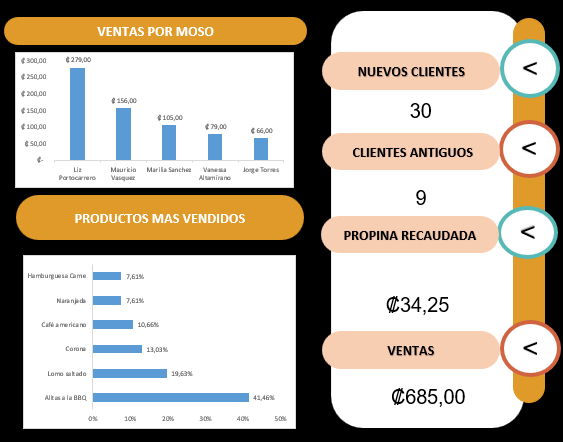 VENTAS POR MOSO
₡ 300,00
₡ 250,00
₡ 200,00
₡ 150,00
₡ 100,00
₡ 50,00
₡-
₡ 279,00
₡ 156,00
₡ 105,00
₡ 79,00
₡ 66,00
Liz Portocarrero
Mauricio Vasquez
Marilia Sanchez
Vanessa Altamirano
Jorge Torres
PRODUCTOS MAS VENDIDOS
Hamburguesa Carne 7,61%
Naranjada 7,61%
Café americano 10,66%
Corona 13,03%
Lomo saltado 19,63%
Alitas a la BBQ 41,46%
0% 10% 20% 30% 40% 50%
NUEVOS CLIENTES <
30
CLIENTES ANTIGUOS <
9
PROPINA RECAUDADA <
₡34,25
VENTAS <
₡685,00